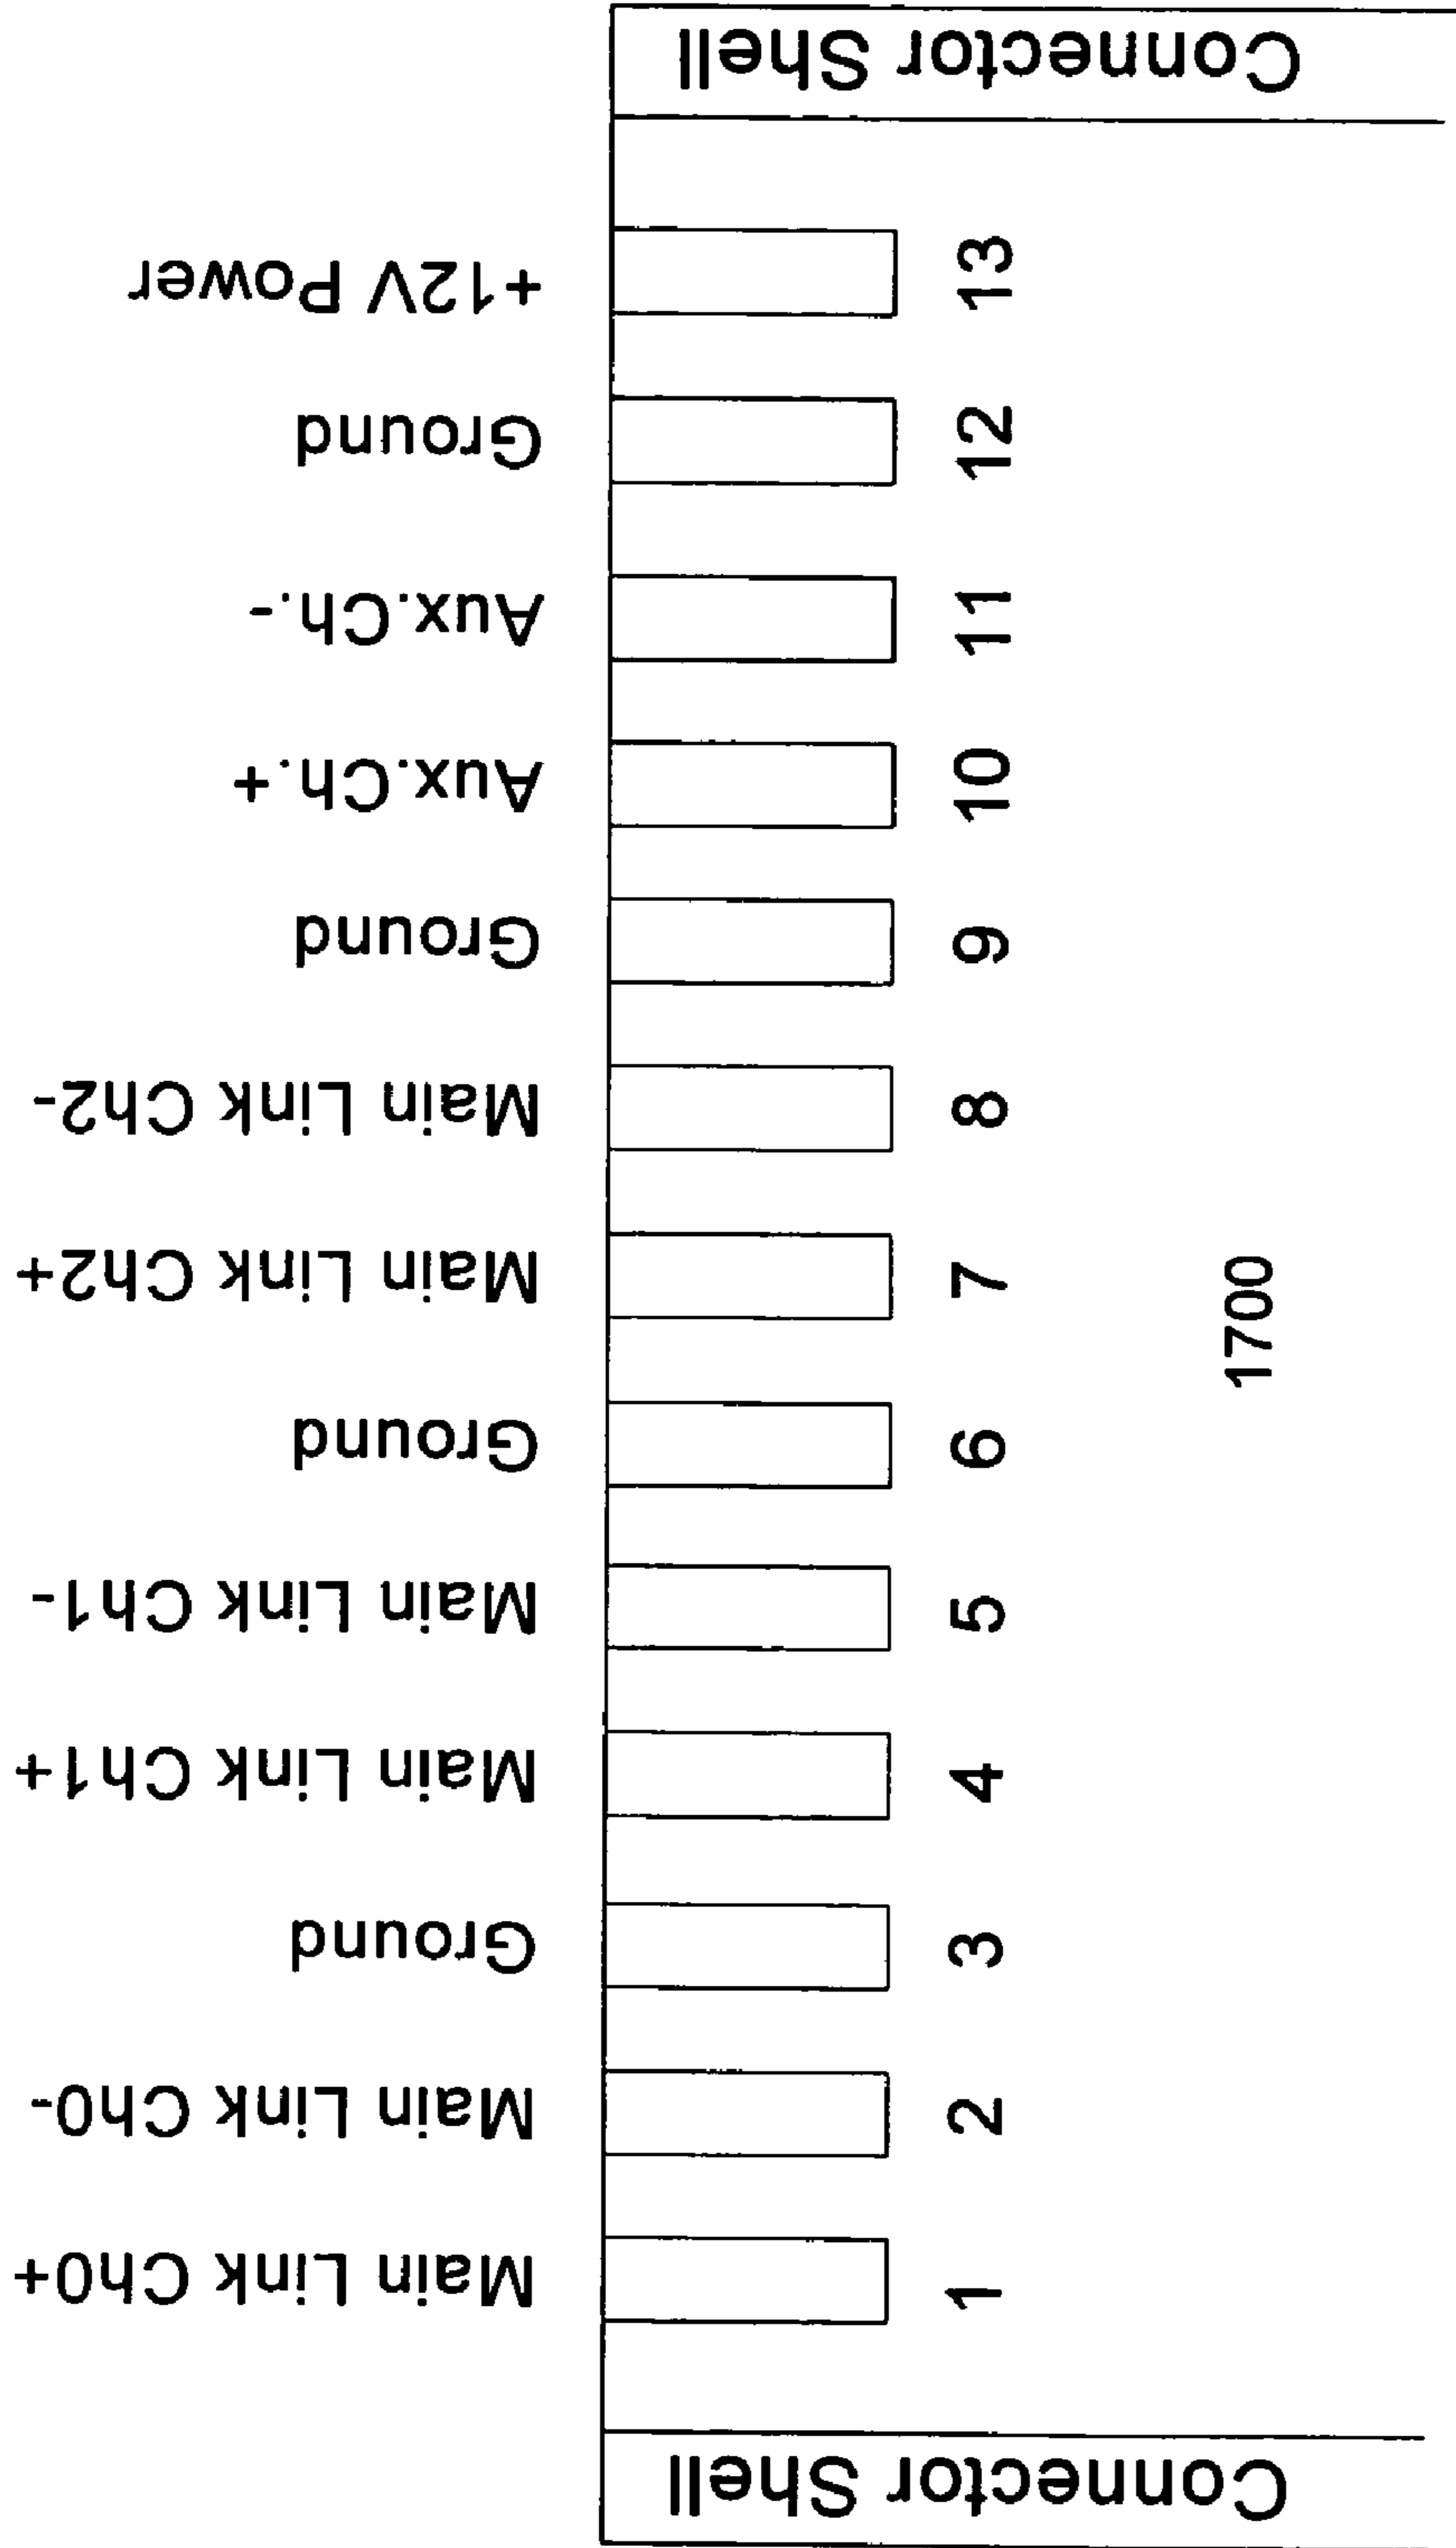 Connector Shell
Main Link Ch0+
1
Main Link Ch0-
2
Ground
3
Main Link Ch1+
4
Main Link Ch1-
5
Ground
6
Main Link Ch2+
7
Main Link Ch2-
8
Ground
9
Aux.Ch.+
10
Aux.Ch.-
11
Ground
12
+12V Power
13
Connector Shell
1700